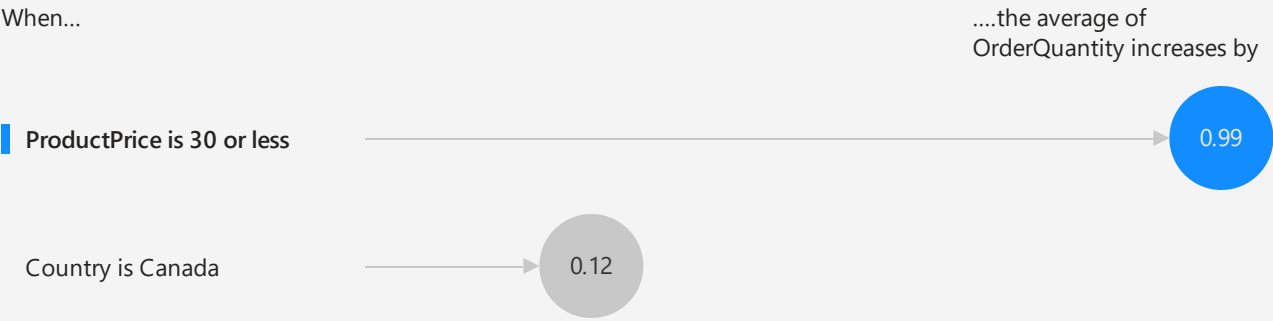 When...
....the average of
OrderQuantity increases by
ProductPrice is 30 or less
0.99
Country is Canada
0.12